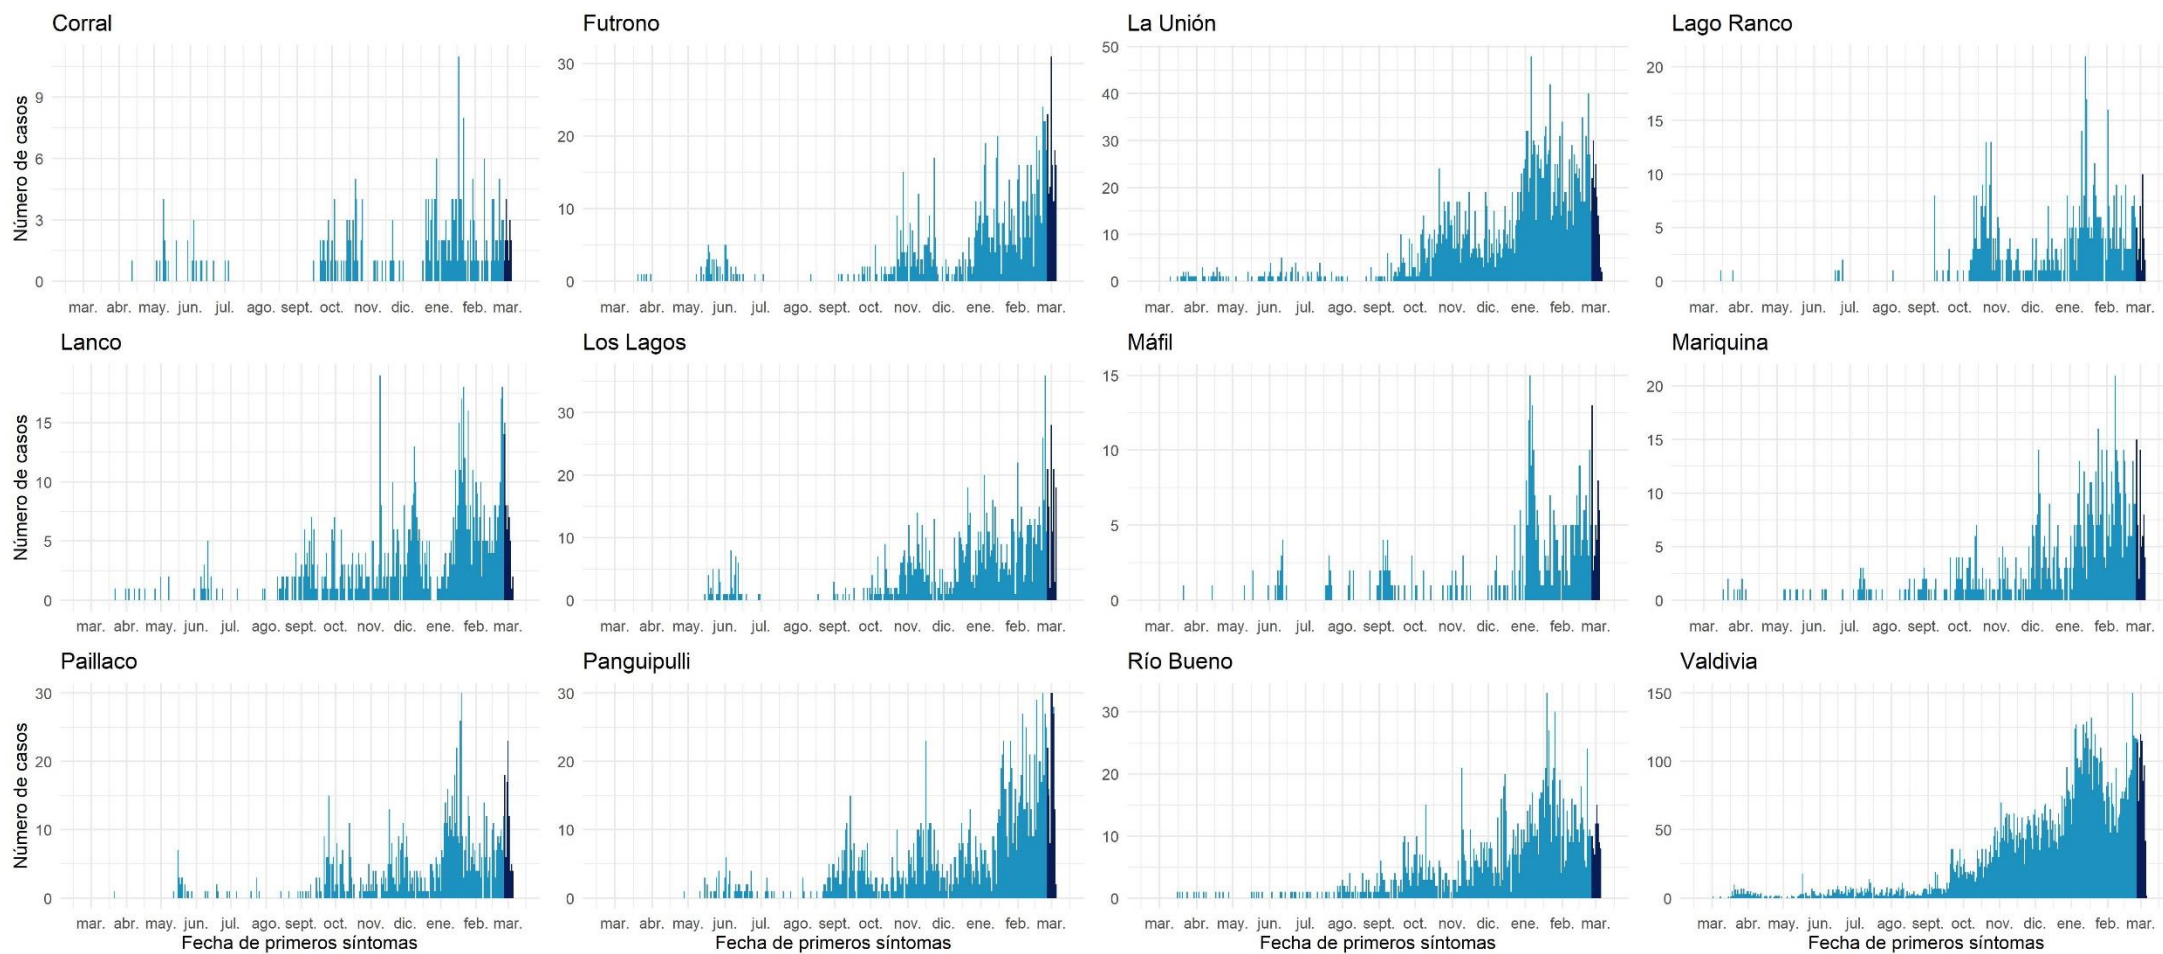 Corral
Futrono
La Unión
Lago Ranco
Número de casos
9
6
3
0
30
20
10
0
50
40
30
20
10
0
20
15
10
5
0
mar. abr. may. jun. jul. ago. sept. oct. nov. dic. ene. feb. mar.
mar. abr. may. jun. jul. ago. sept. oct. nov. dic. ene. feb. mar.
mar. abr. may. jun. jul. ago. sept. oct. nov. dic. ene. feb. mar.
mar. abr. may. jun. jul. ago. sept. oct. nov. dic. ene. feb. mar.
Lanco
Los Lagos
Máfil
Mariquina
Número de casos
15
10
5
0
30
20
10
0
15
10
5
0
20
15
10
5
0
mar. abr. may. jun. jul. ago. sept. oct. nov. dic. ene. feb. mar.
mar. abr. may. jun. jul. ago. sept. oct. nov. dic. ene. feb. mar.
mar. abr. may. jun. jul. ago. sept. oct. nov. dic. ene. feb. mar.
mar. abr. may. jun. jul. ago. sept. oct. nov. dic. ene. feb. mar.
Paillaco
Panguipulli
Río Bueno
Valdivia
Número de casos
30
20
10
0
30
20
10
0
30
20
10
0
150
100
50
0
mar. abr. may. jun. jul. ago. sept. oct. nov. dic. ene. feb. mar.
mar. abr. may. jun. jul. ago. sept. oct. nov. dic. ene. feb. mar.
mar. abr. may. jun. jul. ago. sept. oct. nov. dic. ene. feb. mar.
mar. abr. may. jun. jul. ago. sept. oct. nov. dic. ene. feb. mar.
Fecha de primeros síntomas
Fecha de primeros síntomas
Fecha de primeros síntomas
Fecha de primeros síntomas